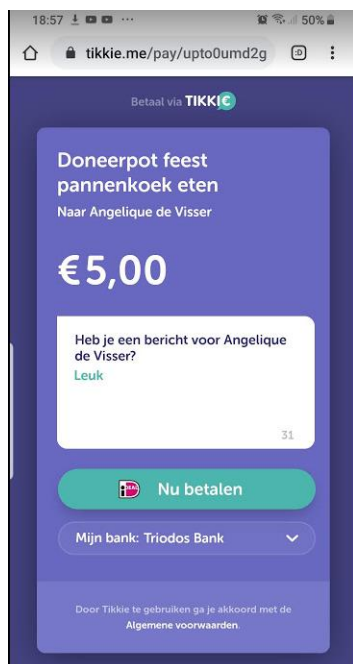 18:57 ... 50%
tikkie.me/pay/upto0umd2g :D
Betaal via TIKKIE
Doneerpot feest
pannenkoek eten
Naar Angelique de Visser
€5,00
Heb je een bericht voor Angelique
de Visser?
Leuk
31
iDEAL Nu betalen
Mijn bank: Triodos Bank
Door Tikkie te gebruiken ga je akkoord met de
Algemene voorwaarden.